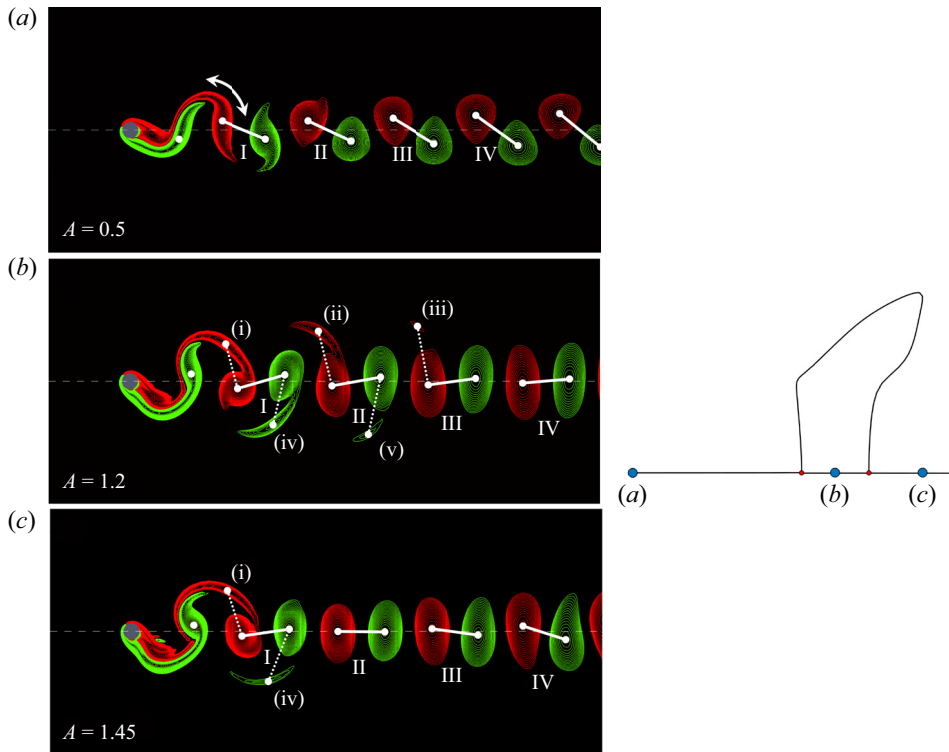 (a)
I
II
III
IV
A = 0.5
(b)
(i)
(ii)
(iii)
I
II
III
IV
(iv)
(v)
A = 1.2
(a)
(b)
(c)
(c)
(i)
I
II
III
IV
(iv)
A = 1.45